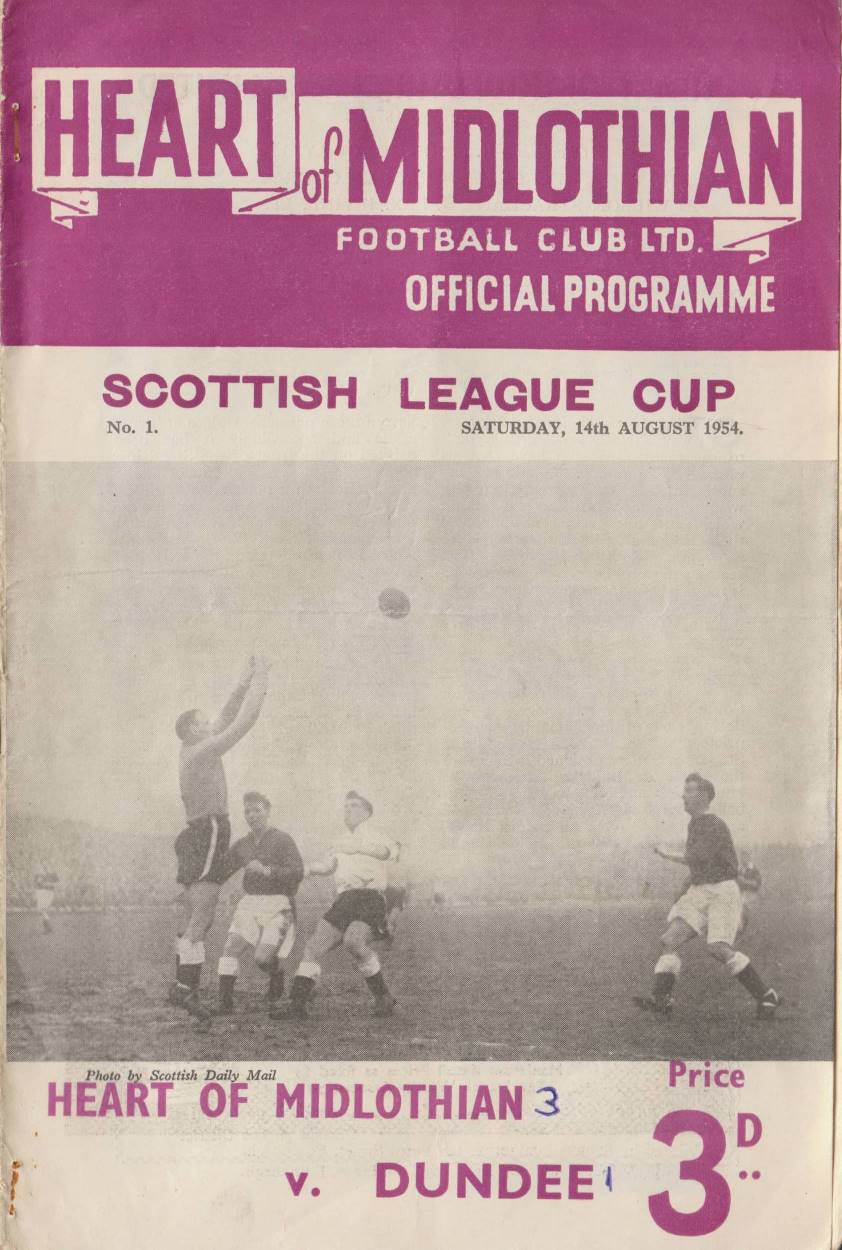 HEART
of MIDLOTHIAN
FOOTBALL CLUB LTD.
OFFICIAL PROGRAMME
SCOTTISH LEAGUE CUP
No. 1. SATURDAY, 14th AUGUST 1954.
Photo by Scottish Daily Mail
HEART OF MIDLOTHIAN 3
v. DUNDEE 1
Price
3D